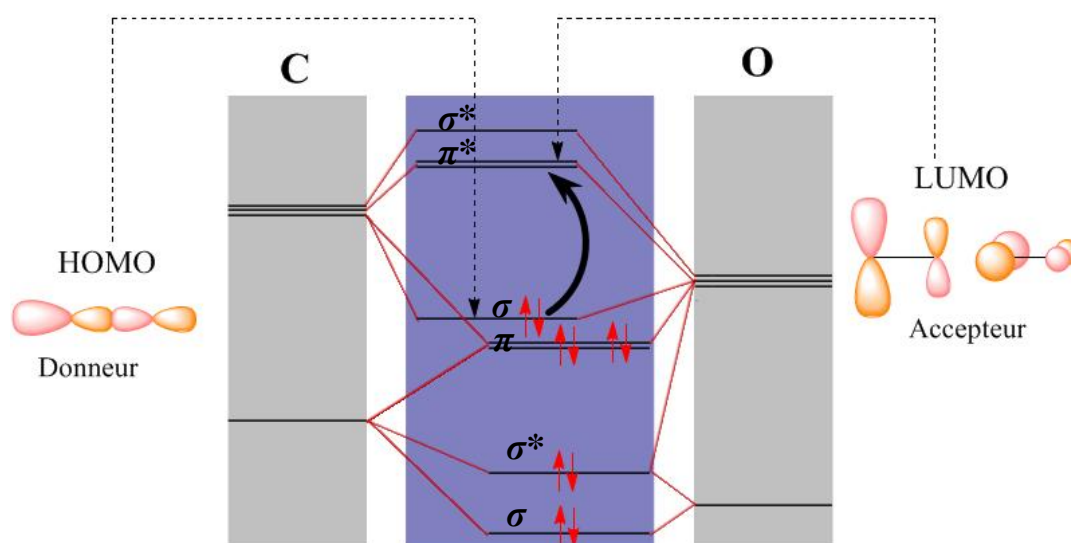 C
O
σ*
π*
LUMO
HOMO
σ
π
Accepteur
Donneur
σ*
σ